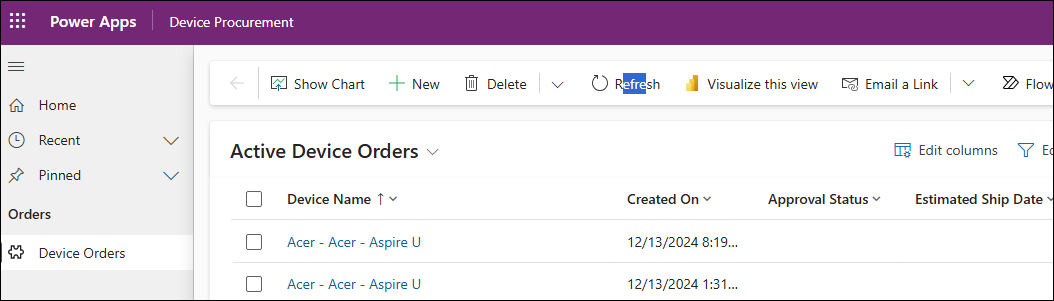 Power Apps Device Procurement
Show Chart New Delete Refresh Visualize this view Email a Link Flow
Home
Recent
Pinned
Orders
Device Orders
Active Device Orders Edit columns
Device Name Created On Approval Status Estimated Ship Date
Acer - Acer - Aspire U 12/13/2024 8:19...
Acer - Acer - Aspire U 12/13/2024 1:31...